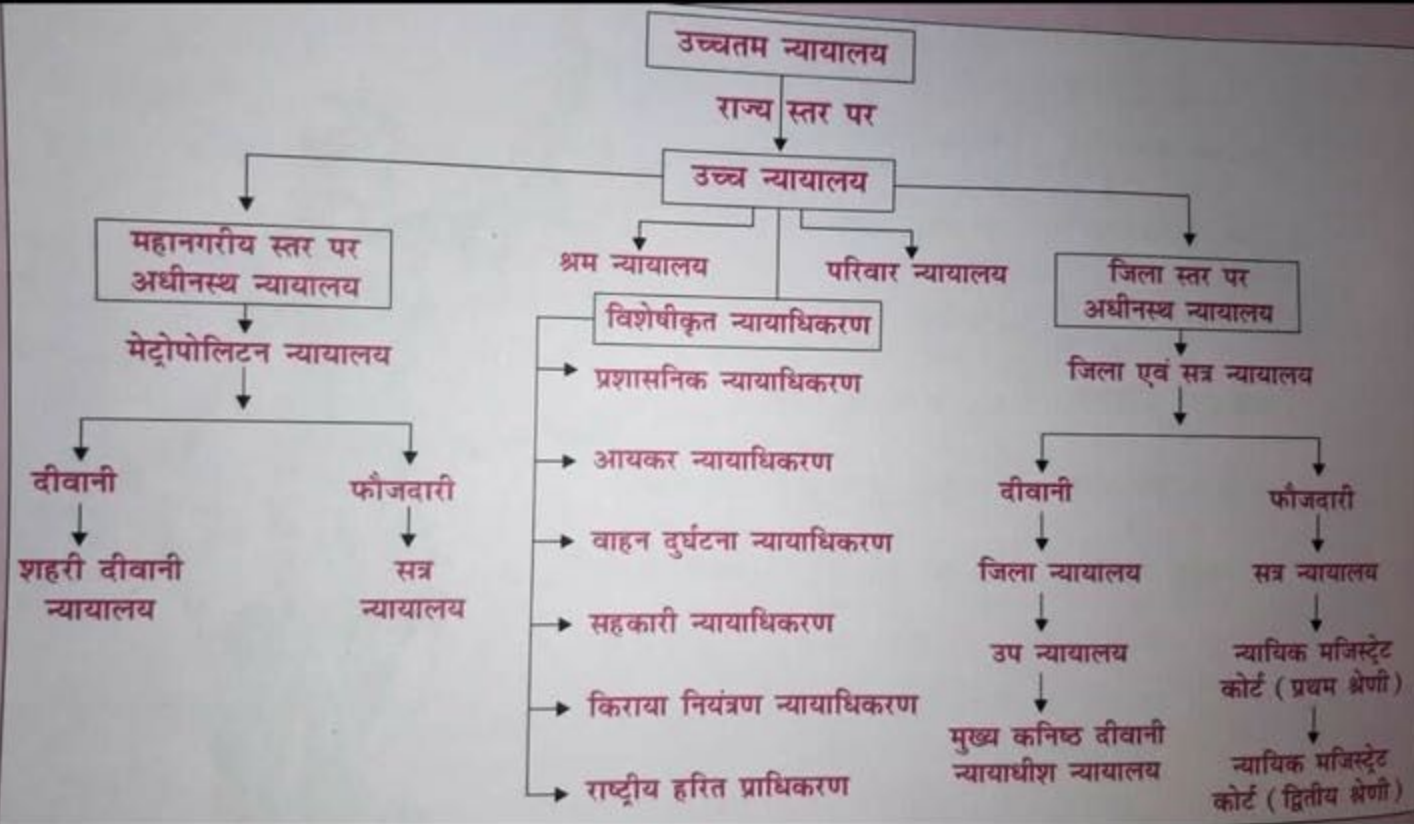 उच्चतम न्यायालय
राज्य स्तर पर
उच्च न्यायालय
महानगरीय स्तर पर
अधीनस्थ न्यायालय
मेट्रोपोलिटन न्यायालय
दीवानी
शहरी दीवानी
न्यायालय
फौजदारी
सत्र
न्यायालय
श्रम न्यायालय
परिवार न्यायालय
विशेषीकृत न्यायाधिकरण
प्रशासनिक न्यायाधिकरण
आयकर न्यायाधिकरण
वाहन दुर्घटना न्यायाधिकरण
सहकारी न्यायाधिकरण
किराया नियंत्रण न्यायाधिकरण
राष्ट्रीय हरित प्राधिकरण
जिला स्तर पर
अधीनस्थ न्यायालय
जिला एवं सत्र न्यायालय
दीवानी
जिला न्यायालय
उप न्यायालय
मुख्य कनिष्ठ दीवानी
न्यायाधीश न्यायालय
फौजदारी
सत्र न्यायालय
न्यायिक मजिस्ट्रेट
कोर्ट ( प्रथम श्रेणी )
न्यायिक मजिस्ट्रेट
कोर्ट ( द्वितीय श्रेणी )